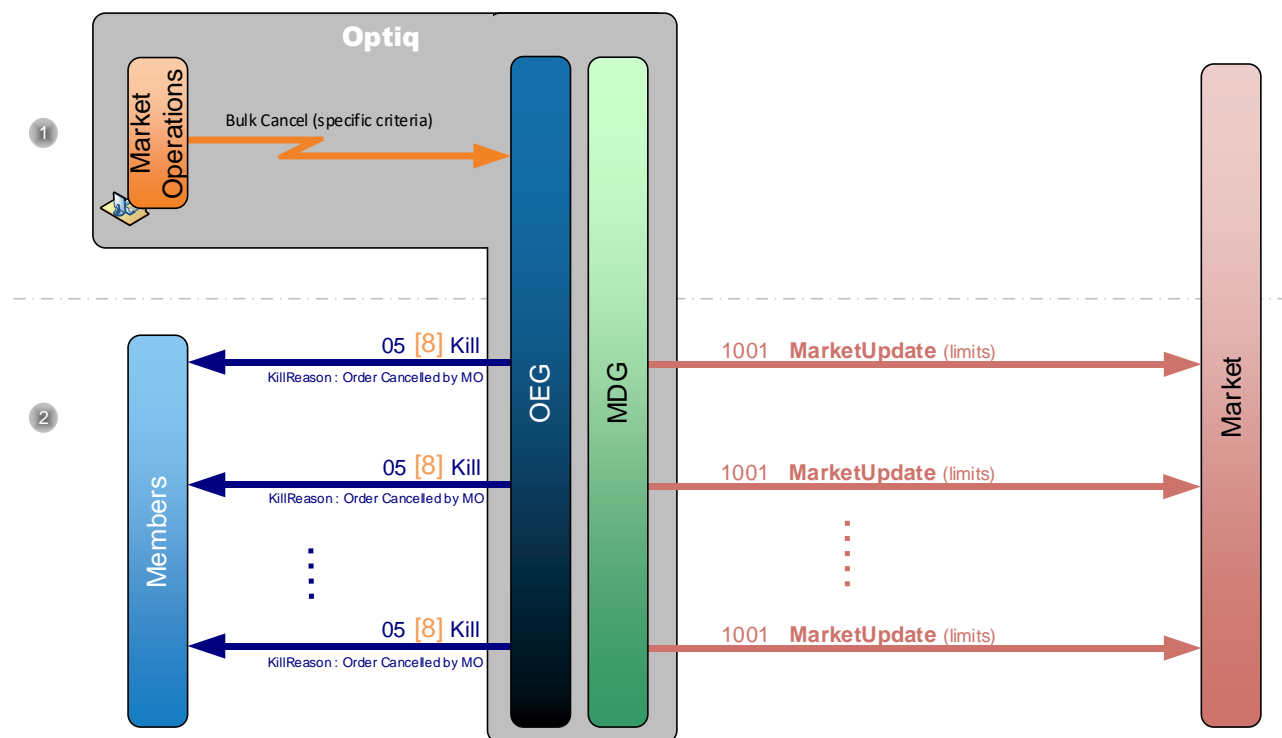 Optiq
Market
Operations
1
Bulk Cancel (specific criteria)
OEG
MDG
Market
Members
2
05 [8] Kill
KillReason : Order Cancelled by MO
1001 MarketUpdate (limits)
05 [8] Kill
KillReason : Order Cancelled by MO
1001 MarketUpdate (limits)
05 [8] Kill
KillReason : Order Cancelled by MO
1001 MarketUpdate (limits)